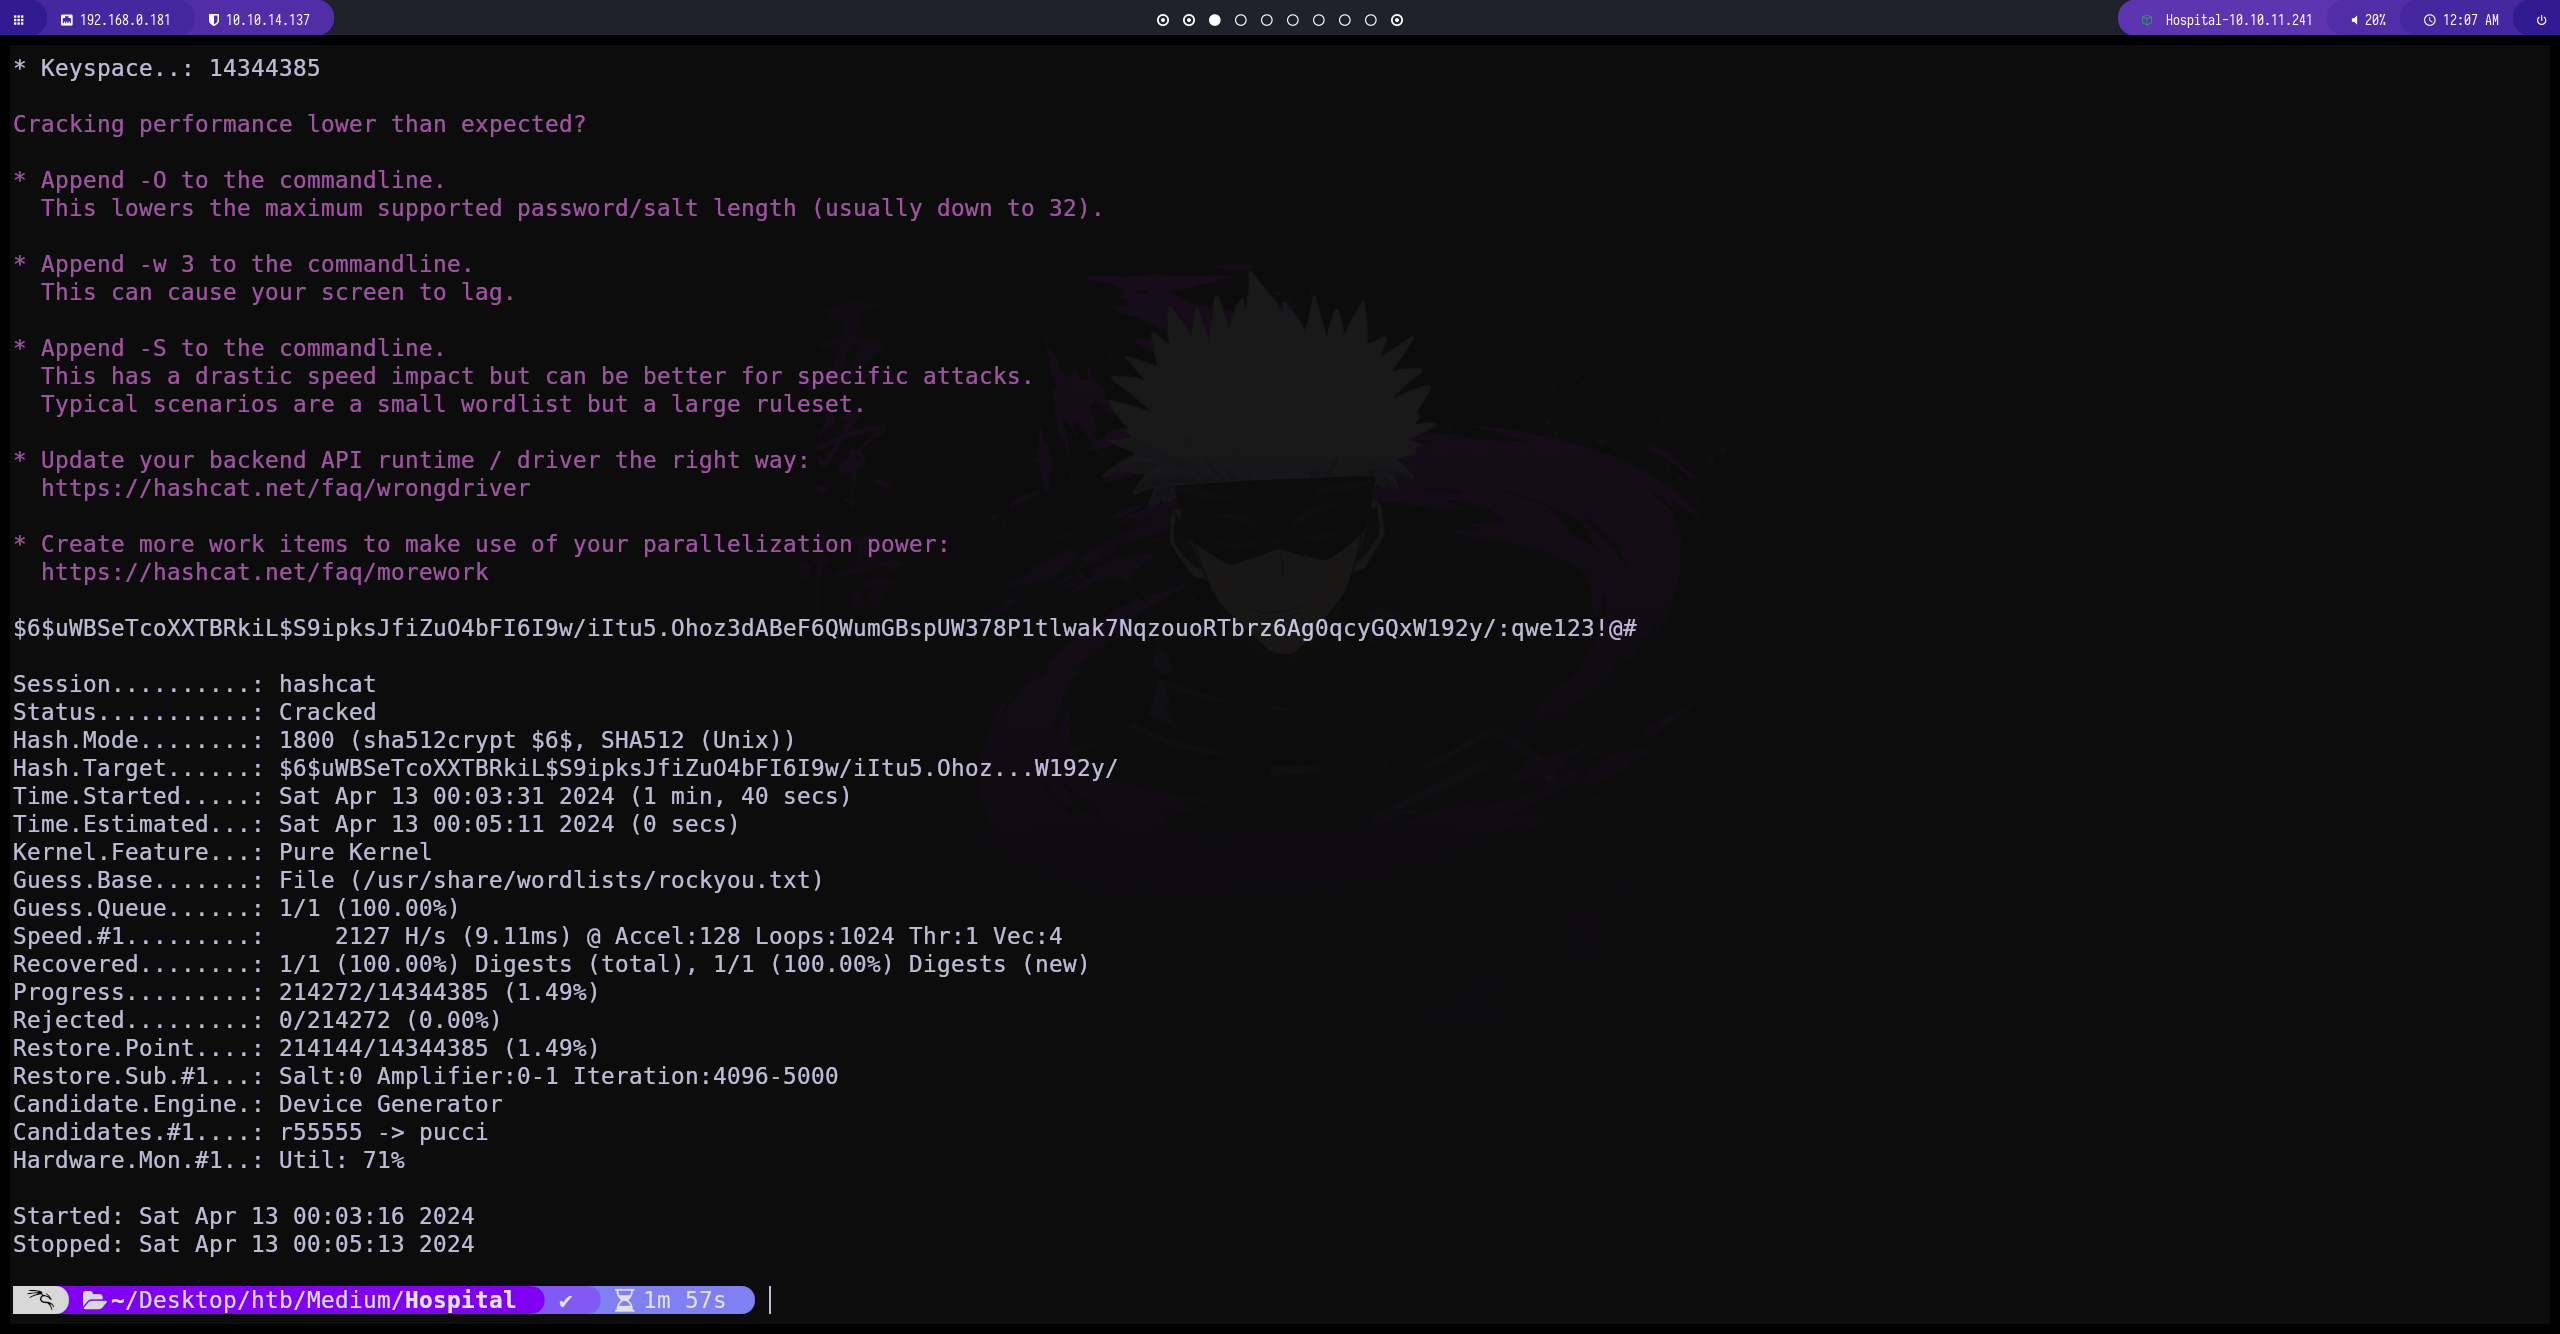 192.168.0.181 10.10.14.137 Hospital-10.10.11.241 20% 12:07 AM
* Keyspace..: 14344385
Cracking performance lower than expected?
* Append -O to the commandline.
This lowers the maximum supported password/salt length (usually down to 32).
* Append -w 3 to the commandline.
This can cause your screen to lag.
* Append -S to the commandline.
This has a drastic speed impact but can be better for specific attacks.
Typical scenarios are a small wordlist but a large ruleset.
* Update your backend API runtime / driver the right way:
https://hashcat.net/faq/wrongdriver
* Create more work items to make use of your parallelization power:
https://hashcat.net/faq/morework
$6$uWBSeTcoXXTBRkiL$S9ipksJfiZuO4bFI6I9w/iItu5.Ohoz3dABeF6QWumGBspUW378P1tlwak7NqzouoRTbrz6Ag0qcyGQxW192y/:qwe123!@#
Session..........: hashcat
Status...........: Cracked
Hash.Mode........: 1800 (sha512crypt $6$, SHA512 (Unix))
Hash.Target......: $6$uWBSeTcoXXTBRkiL$S9ipksJfiZuO4bFI6I9w/iItu5.Ohoz...W192y/
Time.Started.....: Sat Apr 13 00:03:31 2024 (1 min, 40 secs)
Time.Estimated...: Sat Apr 13 00:05:11 2024 (0 secs)
Kernel.Feature...: Pure Kernel
Guess.Base.......: File (/usr/share/wordlists/rockyou.txt)
Guess.Queue......: 1/1 (100.00%)
Speed.#1.........:     2127 H/s (9.11ms) @ Accel:128 Loops:1024 Thr:1 Vec:4
Recovered........: 1/1 (100.00%) Digests (total), 1/1 (100.00%) Digests (new)
Progress.........: 214272/14344385 (1.49%)
Rejected.........: 0/214272 (0.00%)
Restore.Point....: 214144/14344385 (1.49%)
Restore.Sub.#1...: Salt:0 Amplifier:0-1 Iteration:4096-5000
Candidate.Engine.: Device Generator
Candidates.#1....: r55555 -> pucci
Hardware.Mon.#1..: Util: 71%
Started: Sat Apr 13 00:03:16 2024
Stopped: Sat Apr 13 00:05:13 2024
~/Desktop/htb/Medium/Hospital ✔ 1m 57s